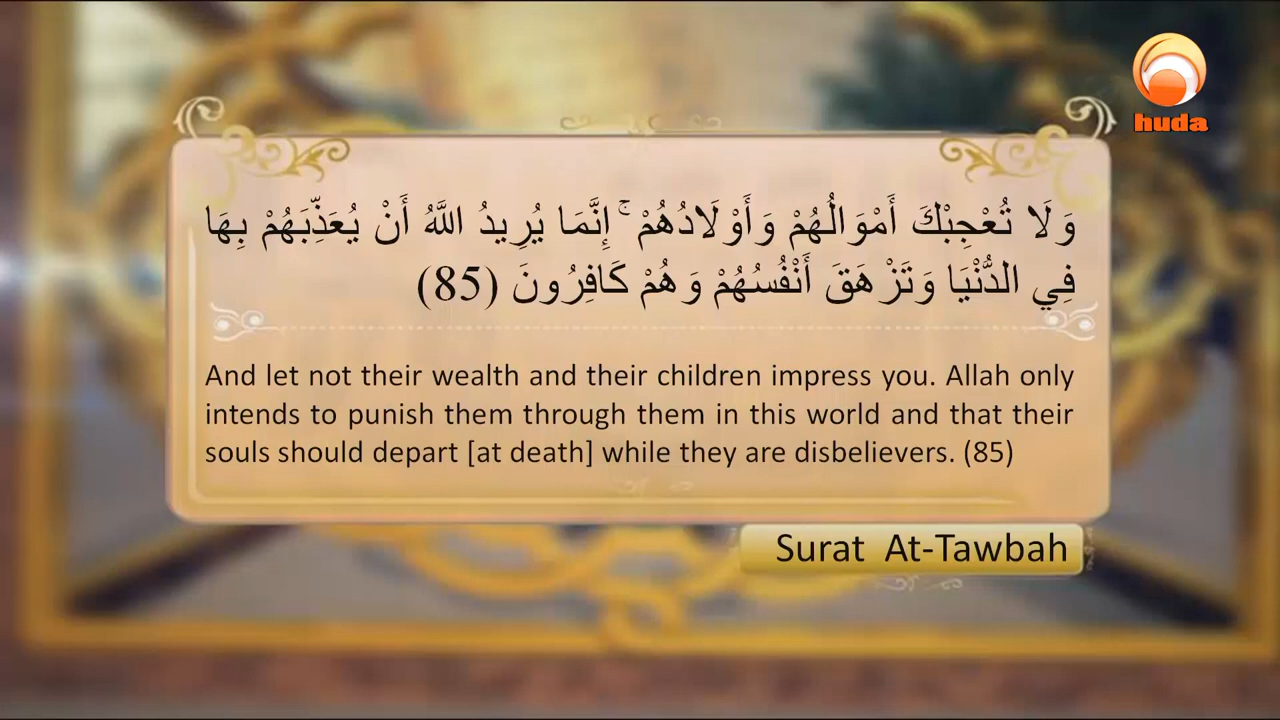 huda
وَلَا تُعْجِبْكَ أَمْوَالُهُمْ وَأَوْلَادُهُمْ ۚ إِنَّمَا يُرِيدُ اللَّهُ أَنْ يُعَذِّبَهُمْ بِهَا
فِي الدُّنْيَا وَتَزْهَقَ أَنْفُسُهُمْ وَهُمْ كَافِرُونَ (85)
And let not their wealth and their children impress you. Allah only
intends to punish them through them in this world and that their
souls should depart [at death] while they are disbelievers. (85)
Surat At-Tawbah